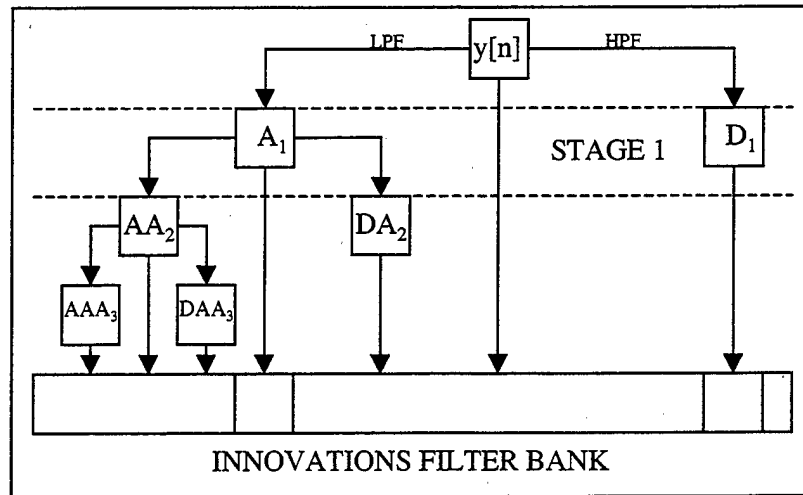 LPF y[n] HPF
A₁ STAGE 1 D₁
AA₂ DA₂
AAA₃ DAA₃
INNOVATIONS FILTER BANK